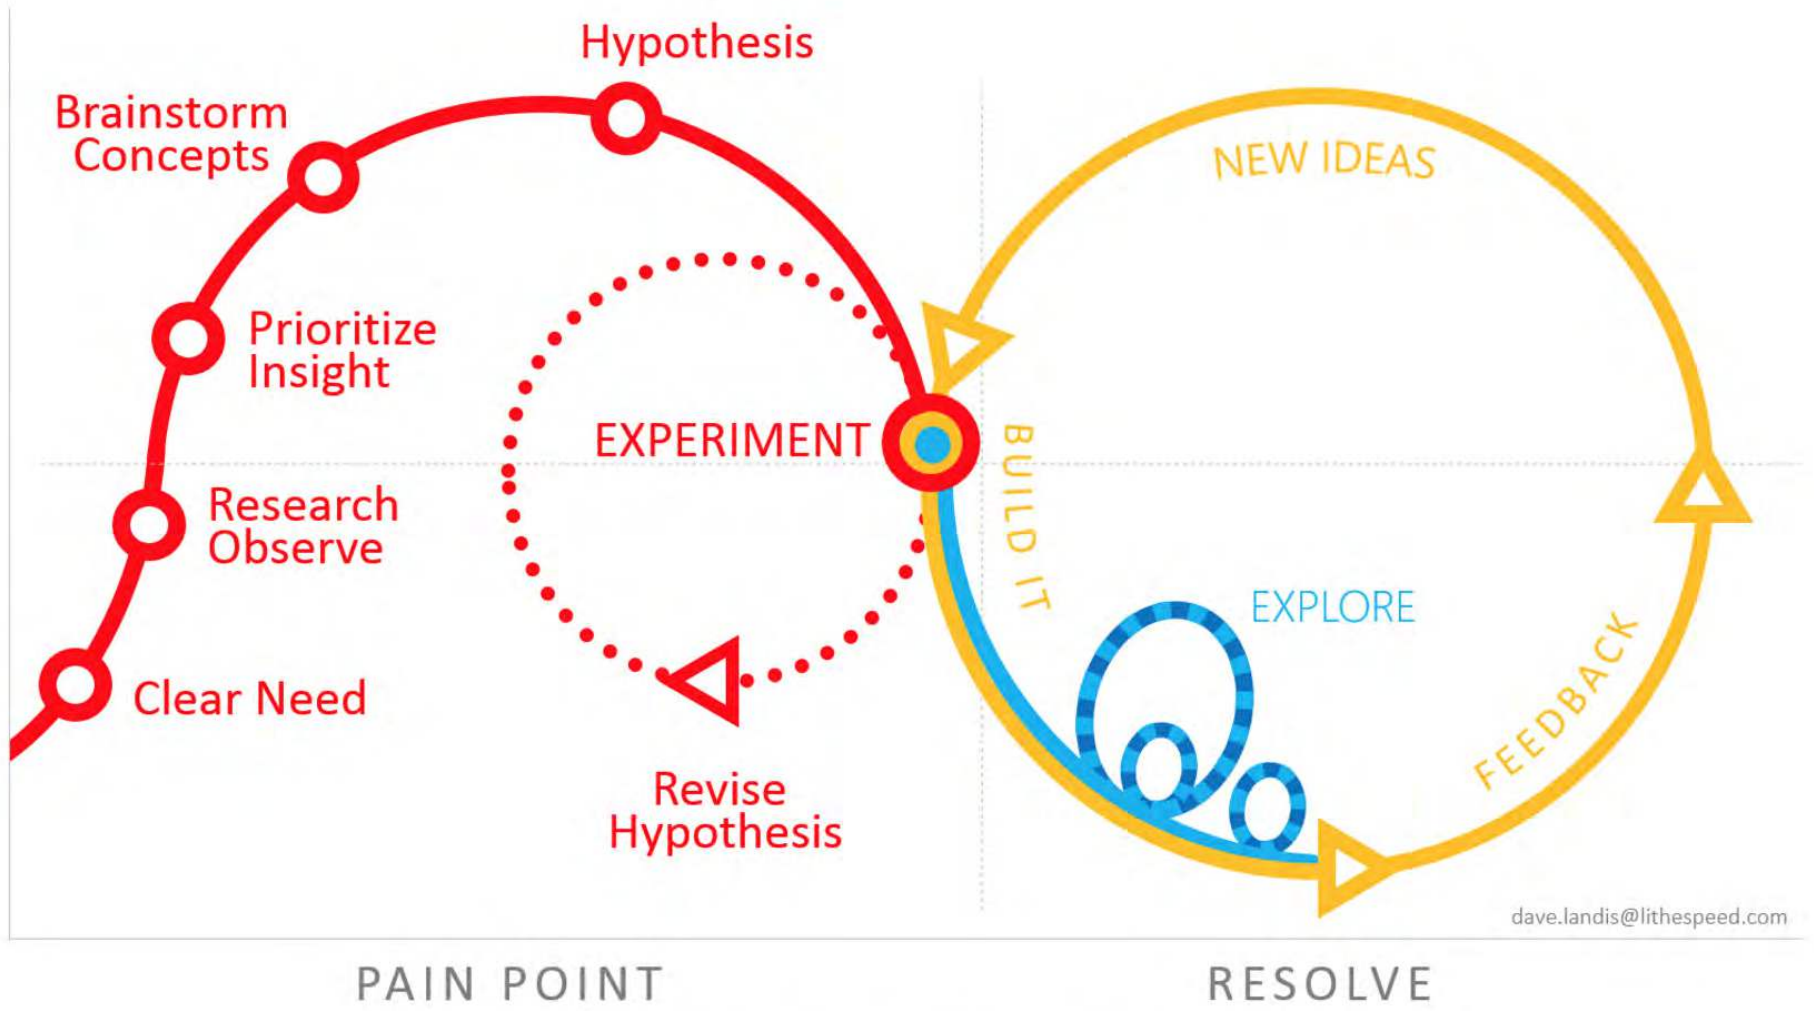 Hypothesis
Brainstorm
Concepts
Prioritize
Insight
Research
Observe
Clear Need
EXPERIMENT
Revise
Hypothesis
NEW IDEAS
BUILD IT
EXPLORE
FEEDBACK
dave.landis@lithespeed.com
PAIN POINT
RESOLVE